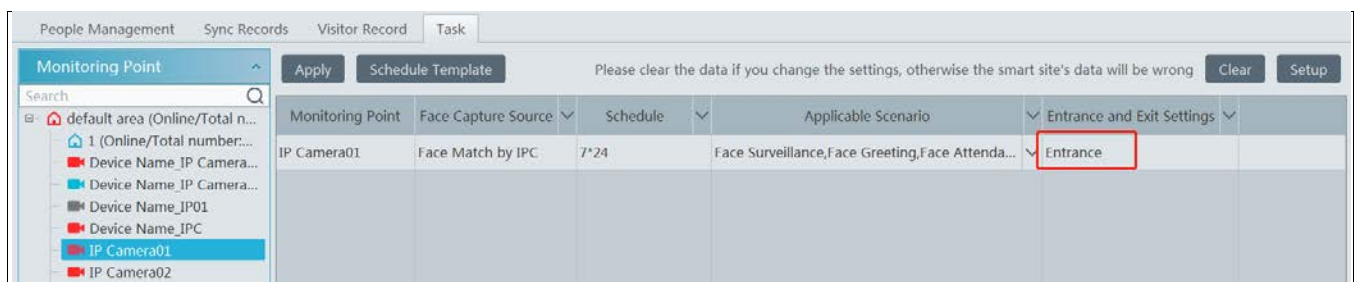 People Management Sync Records Visitor Record Task
Monitoring Point
Search
default area (Online/Total n...
1 (Online/Total number:...
Device Name_IP Camera...
Device Name_IP Camera...
Device Name_IP01
Device Name_IPC
IP Camera01
IP Camera02
Apply Schedule Template Please clear the data if you change the settings, otherwise the smart site's data will be wrong Clear Setup
Monitoring Point Face Capture Source Schedule Applicable Scenario Entrance and Exit Settings
IP Camera01 Face Match by IPC 7*24 Face Surveillance,Face Greeting,Face Attenda... Entrance